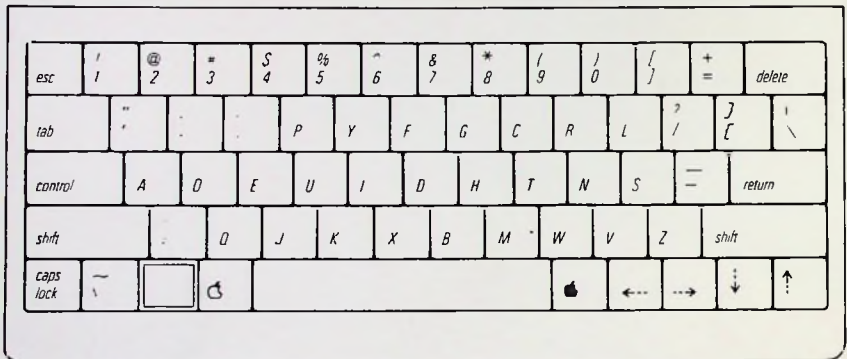 ! @ # $ % ^ & * ( ) [ +
esc 1 2 3 4 5 6 7 8 9 0 ] = delete
" ? } |
tab ' P Y F G C R L / { \
control A O E U I D H T N S — – return
shift Q J K X B M W V Z shift
caps ~
lock \ ←-- --→ ↓ ↑